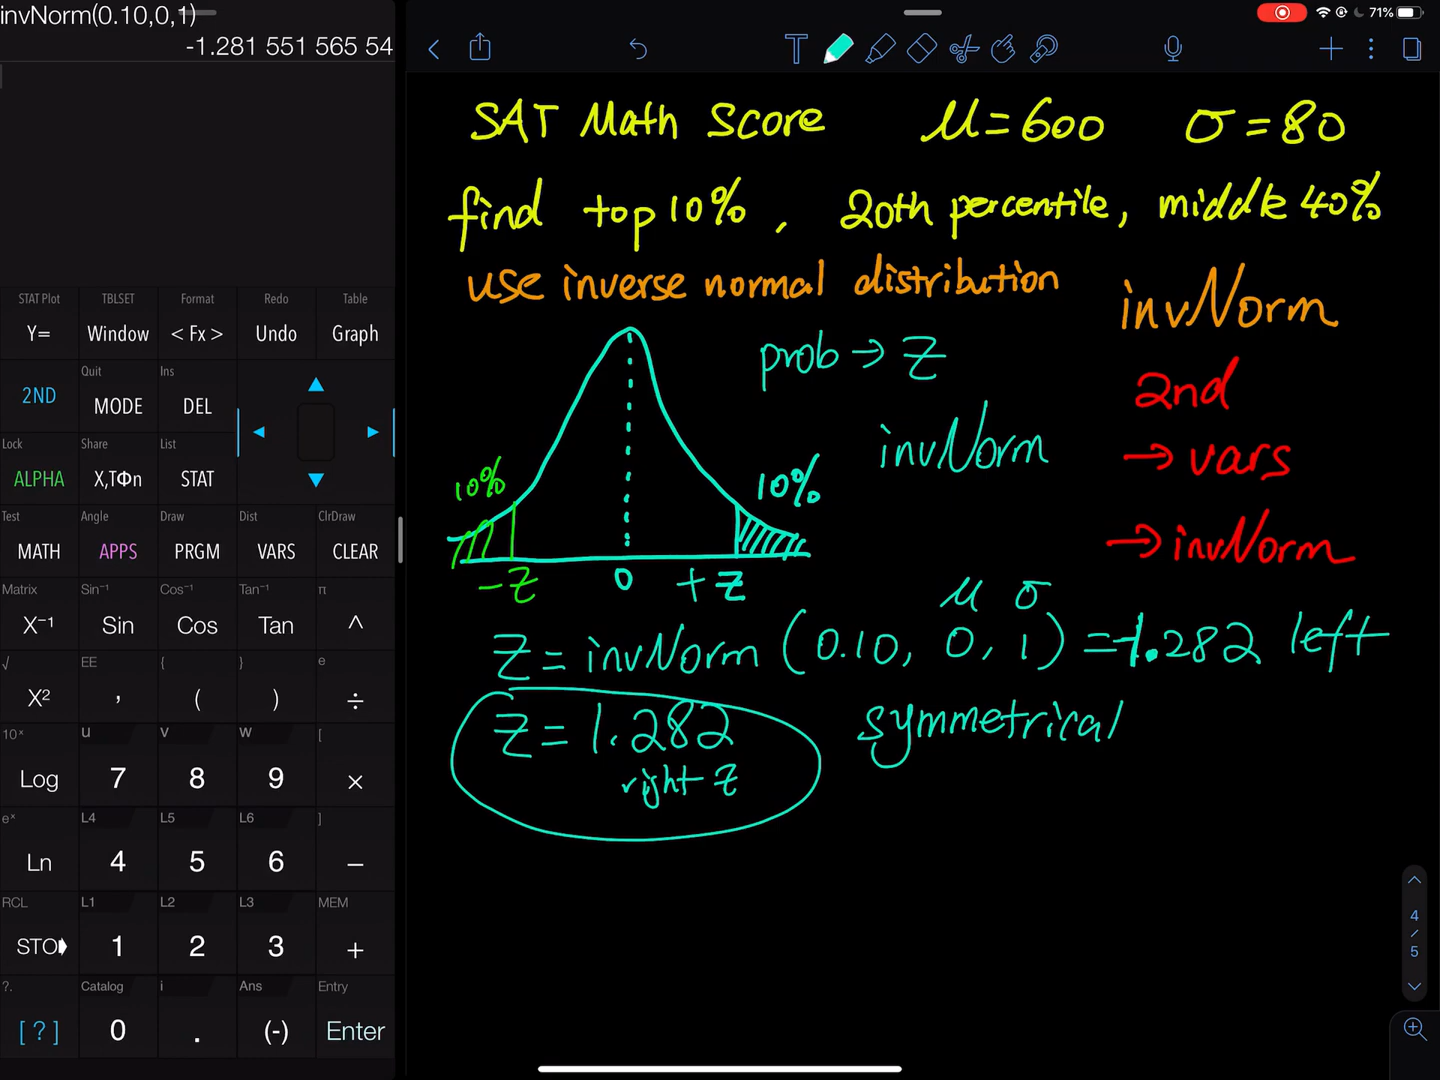 invNorm(0.10,0,1)
-1.281 551 565 54
71%
SAT Math Score μ=600 σ=80
find top 10%, 20th percentile, middle 40%
use inverse normal distribution
invNorm
prob → Z
2nd
invNorm
→ vars
10%
10%
→ invNorm
-Z 0 +Z
μ σ
Z = invNorm (0.10, 0, 1) = -1.282 left
Z = 1.282
symmetrical
right Z
STAT Plot TBLSET Format Redo Table
Y= Window < Fx > Undo Graph
Quit Ins
2ND MODE DEL
Lock Share List
ALPHA X,TΦn STAT
Test Angle Draw Dist ClrDraw
MATH APPS PRGM VARS CLEAR
Matrix Sin⁻¹ Cos⁻¹ Tan⁻¹ π
X⁻¹ Sin Cos Tan ^
√ EE { } e
X² , ( ) ÷
10ˣ u v w [
Log 7 8 9 ×
eˣ L4 L5 L6 ]
Ln 4 5 6 −
RCL L1 L2 L3 MEM
STO 1 2 3 +
?. Catalog i Ans Entry
[ ? ] 0 . (-) Enter
4
/
5